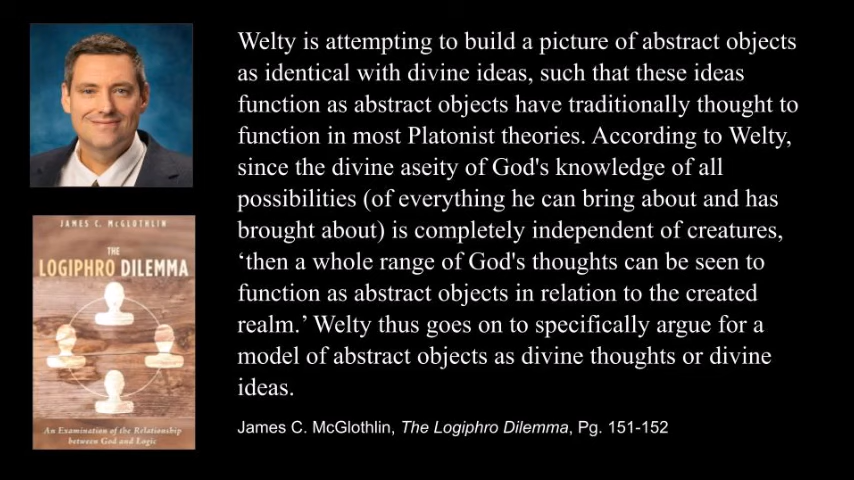 Welty is attempting to build a picture of abstract objects
as identical with divine ideas, such that these ideas
function as abstract objects have traditionally thought to
function in most Platonist theories. According to Welty,
since the divine aseity of God's knowledge of all
possibilities (of everything he can bring about and has
brought about) is completely independent of creatures,
‘then a whole range of God's thoughts can be seen to
function as abstract objects in relation to the created
realm.’ Welty thus goes on to specifically argue for a
model of abstract objects as divine thoughts or divine
ideas.
James C. McGlothlin, The Logiphro Dilemma, Pg. 151-152
JAMES C. McGLOTHLIN
THE
LOGIPHRO DILEMMA
An Examination of the Relationship
between God and Logic